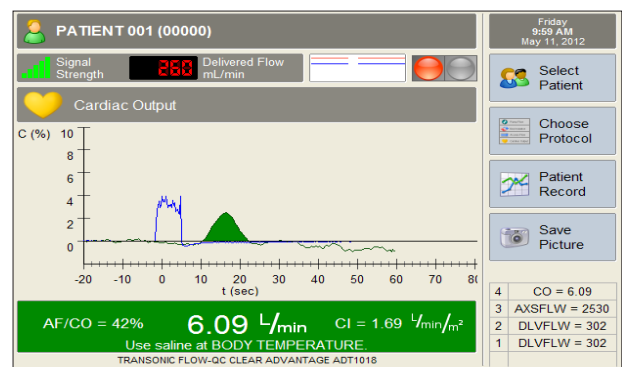 PATIENT 001 (00000)
Friday
9:59 AM
May 11, 2012
Signal
Strength
260
Delivered Flow
mL/min
Select
Patient
Cardiac Output
Choose
Protocol
C (%)
10
8
6
4
2
0
Patient
Record
Save
Picture
-20 -10 0 10 20 30 40 50 60 70 80
t (sec)
4 CO = 6.09
3 AXSFLW = 2530
2 DLVFLW = 302
1 DLVFLW = 302
AF/CO = 42% 6.09 L/min CI = 1.69 L/min/m²
Use saline at BODY TEMPERATURE.
TRANSONIC FLOW-QC CLEAR ADVANTAGE ADT1018